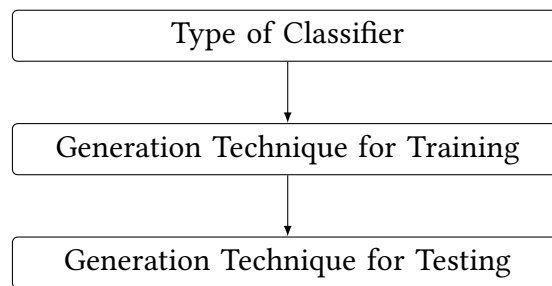 Type of Classifier
Generation Technique for Training
Generation Technique for Testing